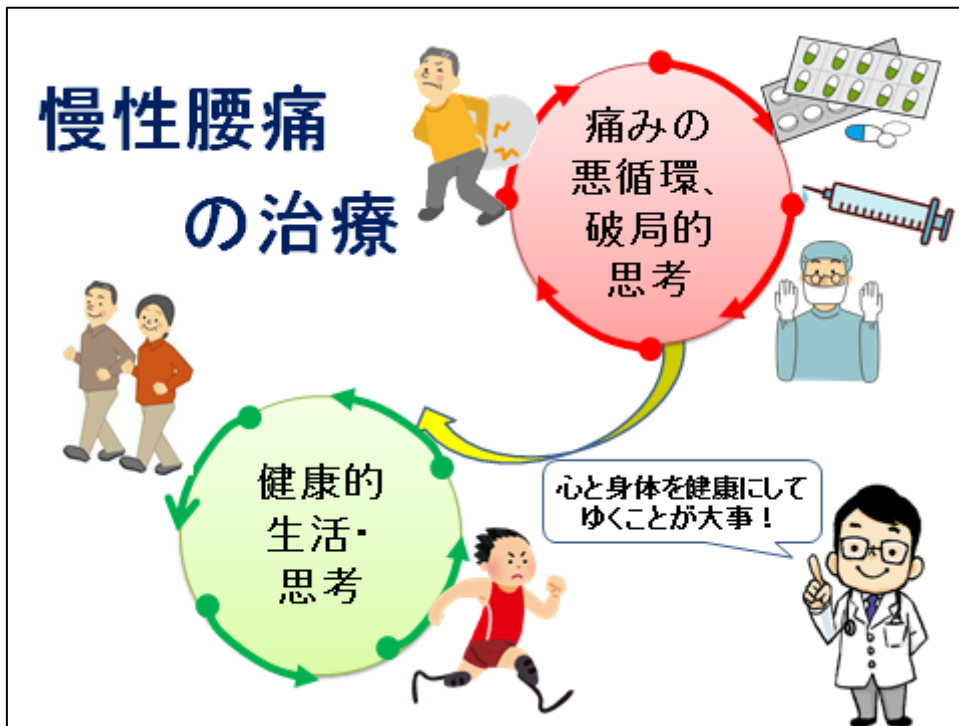 慢性腰痛
の治療
痛みの
悪循環、
破局的
思考
健康的
生活・
思考
心と身体を健康にして
ゆくことが大事！